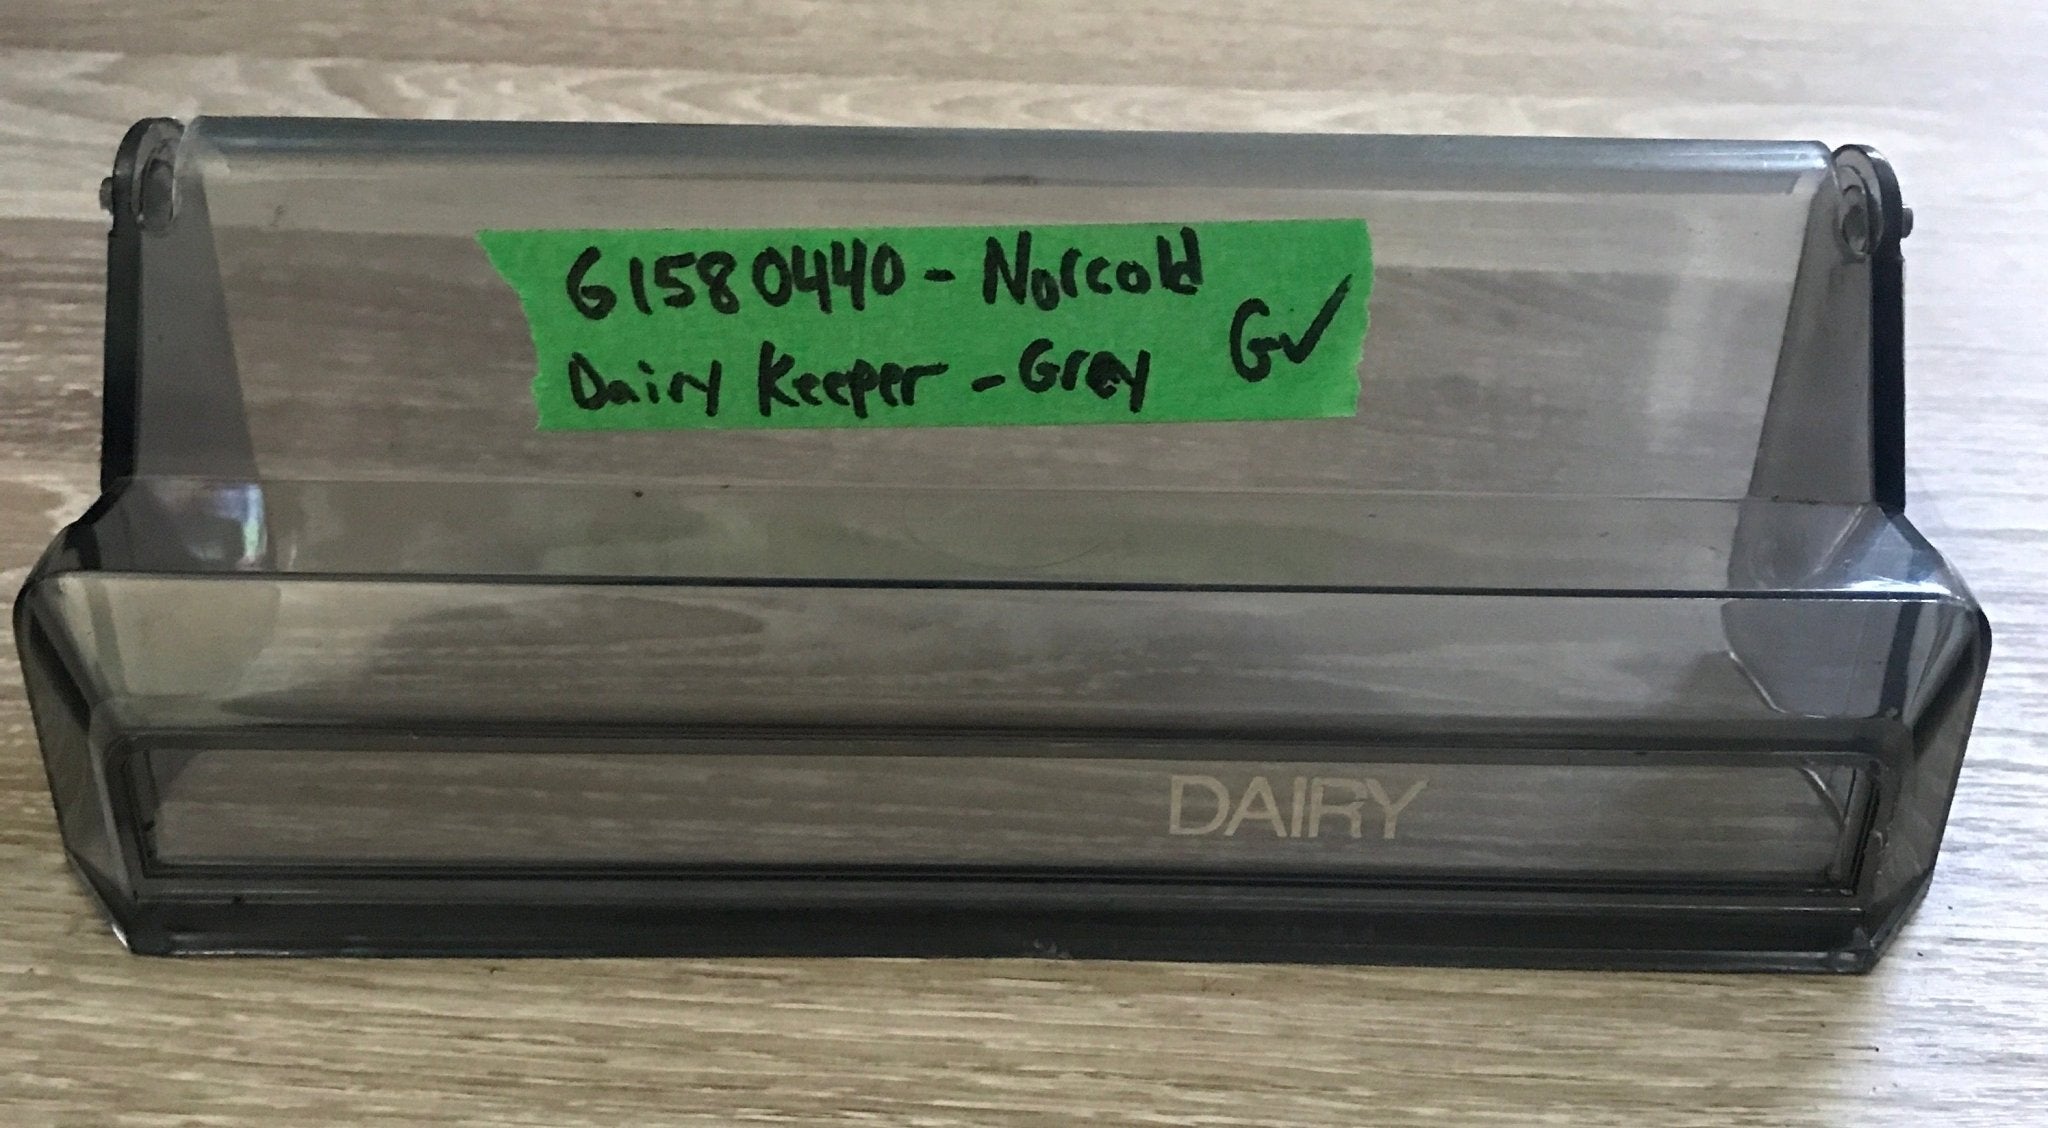 61580440 - Norcold
Dairy Keeper - Grey G✓
DAIRY